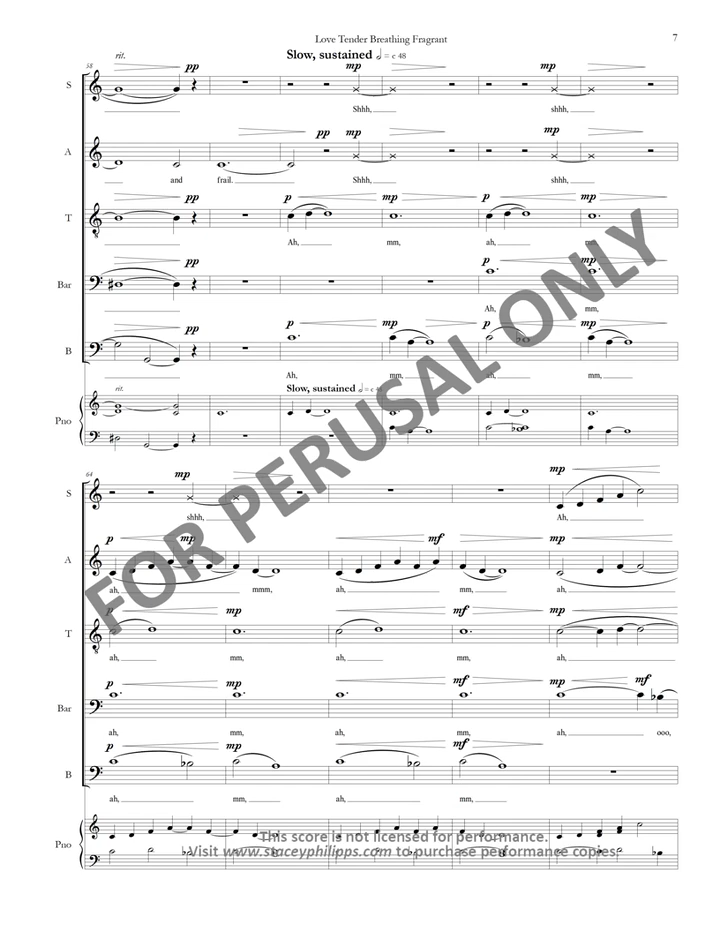 Love Tender Breathing Fragrant
7
Slow, sustained = c 48
58
rit.
pp
mp
mp
S
Shhh,
shhh,
pp
mp
mp
A
and frail. Shhh,
shhh,
pp
p
mp
p
mp
T
8
Ah, mm, ah, mm,
pp
p
mp
Bar
Ah, mm,
pp
p
mp
p
mp
B
Ah, mm, ah, mm,
rit.
Slow, sustained = c 48
Pno
64
mp
mp
S
shhh,
Ah,
p
mp
mf
mp
A
ah, mmm, ah, mm, ah,
p
mp
mf
mp
T
8
ah, mm, ah, mm, ah,
p
mp
mp
mf
Bar
ah, mm, ah, mm, ah, ooo,
p
mp
mf
B
ah, mm, ah, mm,
Pno
FOR PERUSAL ONLY
This score is not licensed for performance.
Visit www.staceyphilipps.com to purchase performance copies.